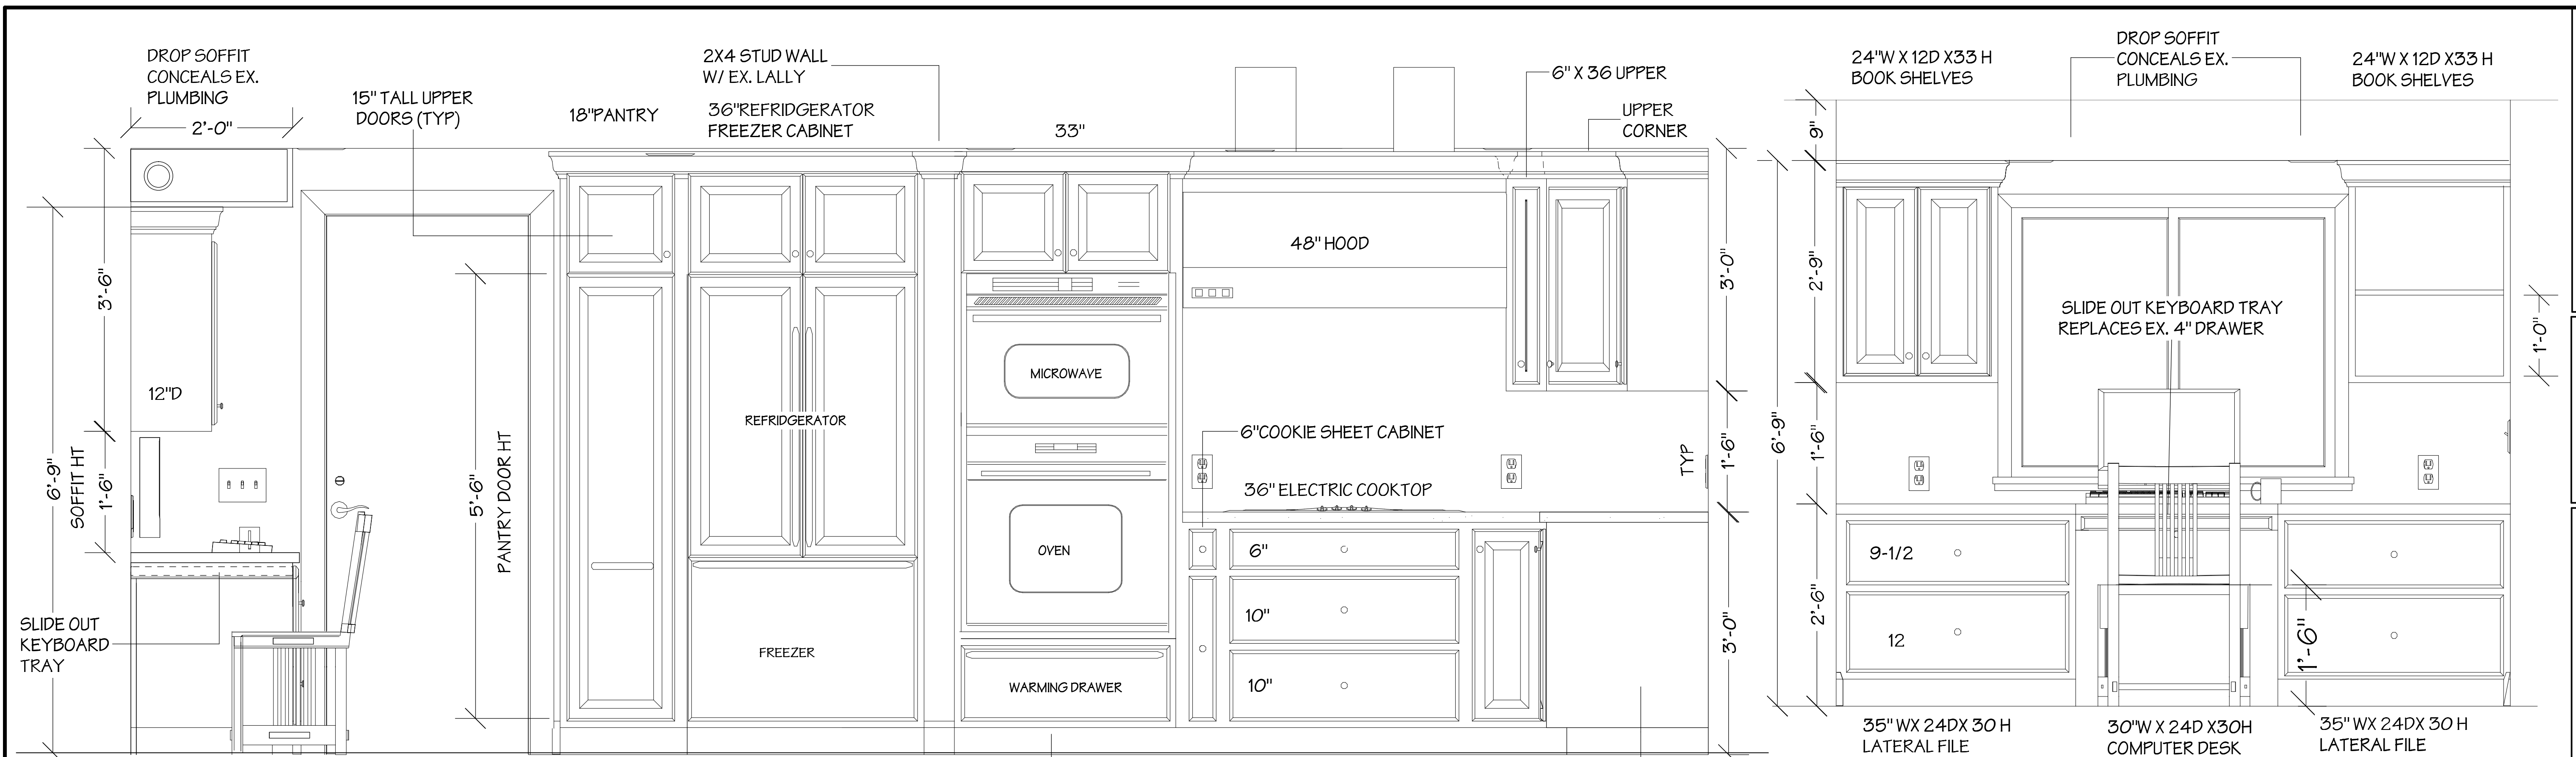 DROP SOFFIT
CONCEALS EX.
PLUMBING
2'-0"
15" TALL UPPER
DOORS (TYP)
18"PANTRY
2X4 STUD WALL
W/ EX. LALLY
36"REFRIDGERATOR
FREEZER CABINET
33"
6" X 36 UPPER
UPPER
CORNER
48" HOOD
3'-6"
12"D
6'-9"
SOFFIT HT
1'-6"
SLIDE OUT
KEYBOARD
TRAY
5'-6"
PANTRY DOOR HT
REFRIDGERATOR
FREEZER
MICROWAVE
OVEN
WARMING DRAWER
6"COOKIE SHEET CABINET
36" ELECTRIC COOKTOP
6"
10"
10"
3'-0"
TYP
1'-6"
3'-0"
24"W X 12D X33 H
BOOK SHELVES
DROP SOFFIT
CONCEALS EX.
PLUMBING
24"W X 12D X33 H
BOOK SHELVES
9"
6'-9"
2'-9"
1'-6"
2'-6"
SLIDE OUT KEYBOARD TRAY
REPLACES EX. 4" DRAWER
1'-0"
9-1/2
12
1'-6"
35" WX 24DX 30 H
LATERAL FILE
30"W X 24D X30H
COMPUTER DESK
35" WX 24DX 30 H
LATERAL FILE